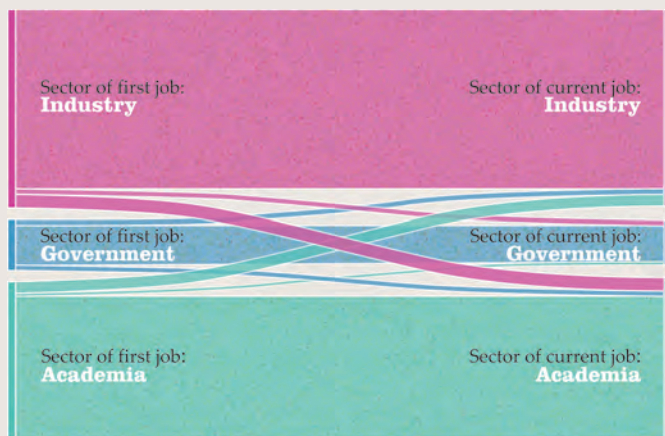 Sector of first job:
Industry
Sector of current job:
Industry
Sector of first job:
Government
Sector of current job:
Government
Sector of first job:
Academia
Sector of current job:
Academia